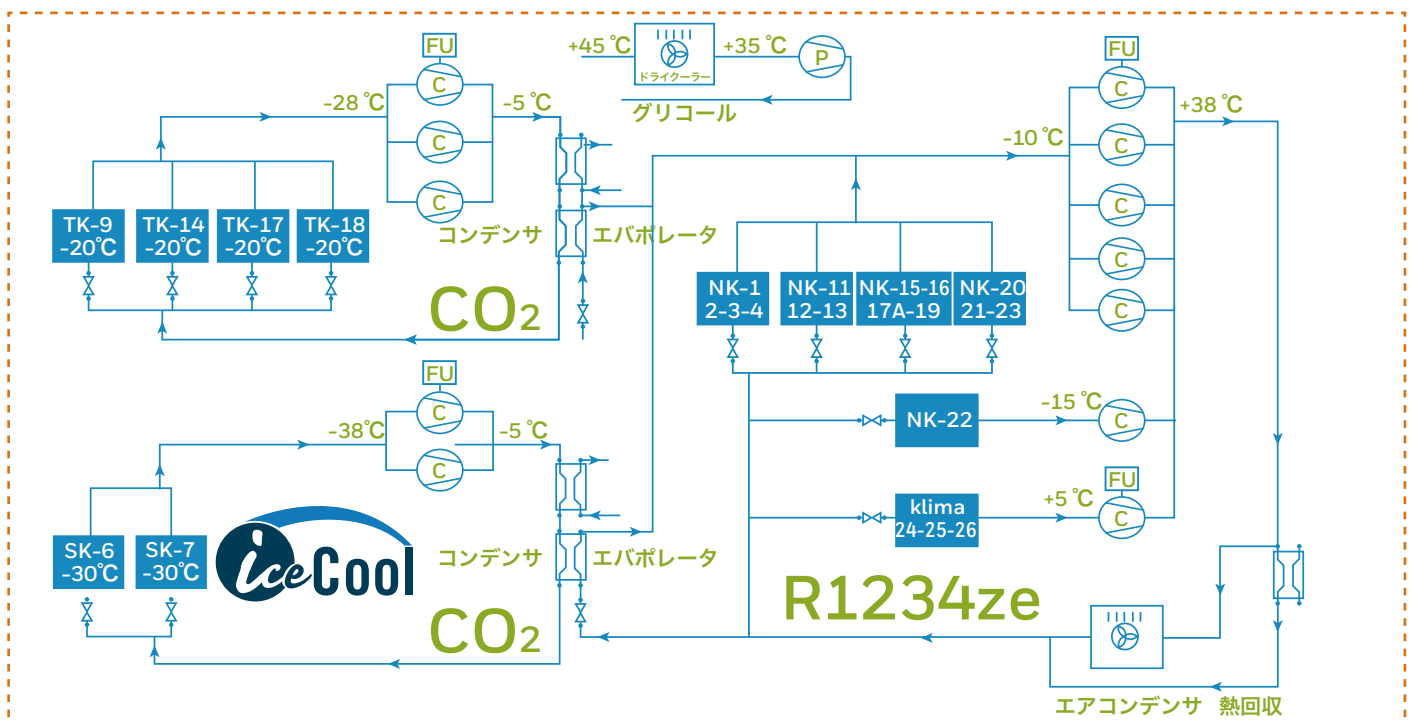 FU
C
C
C
-28 ℃
-5 ℃
TK-9
-20℃
TK-14
-20℃
TK-17
-20℃
TK-18
-20℃
コンデンサ
エバポレータ
CO2
+45 ℃
ドライクーラー
+35 ℃
P
グリコール
FU
C
C
C
C
C
-10 ℃
+38 ℃
NK-1
2-3-4
NK-11
12-13
NK-15-16
17A-19
NK-20
21-23
NK-22
-15 ℃
C
klima
24-25-26
+5 ℃
FU
C
FU
C
C
-38℃
-5 ℃
SK-6
-30℃
SK-7
-30℃
iceCool
コンデンサ
エバポレータ
CO2
R1234ze
エアコンデンサ
熱回収